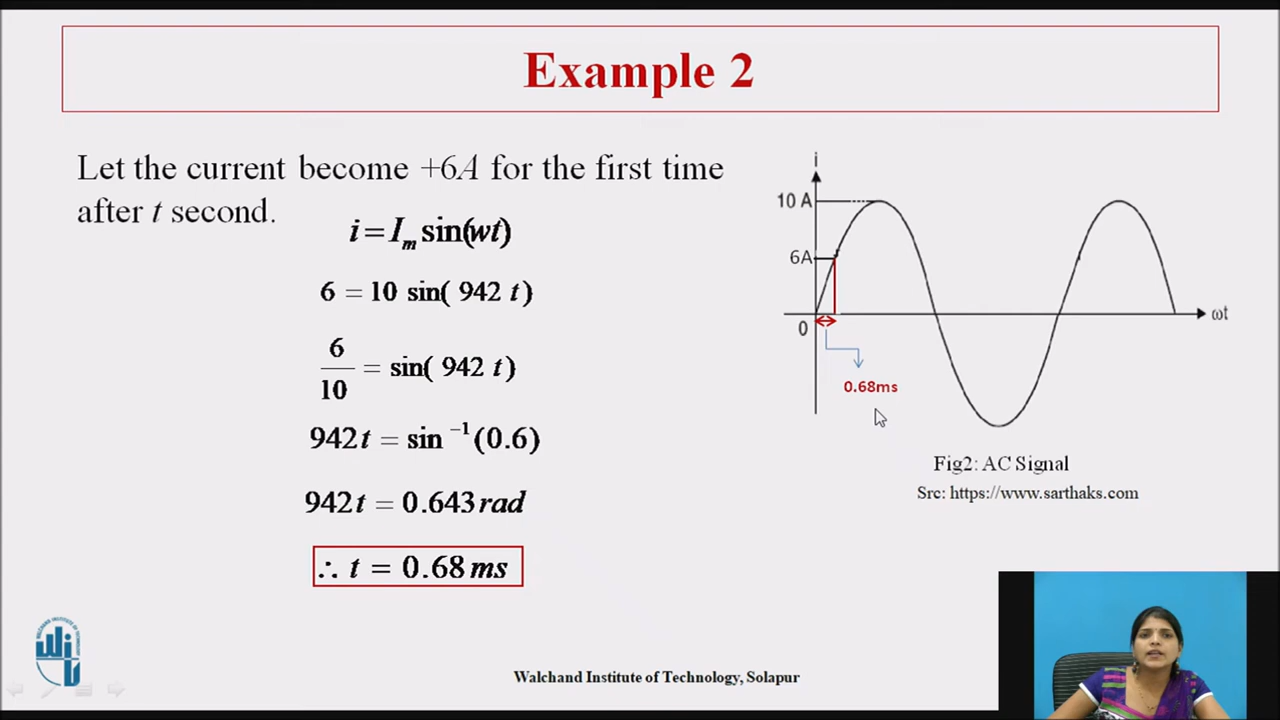 Example 2
Let the current become +6A for the first time
after t second.
i = Iₘ sin(wt)
6 = 10 sin( 942 t)
6/10 = sin( 942 t)
942t = sin⁻¹(0.6)
942t = 0.643 rad
∴ t = 0.68 ms
i
10 A
6A
0
ωt
0.68ms
Fig2: AC Signal
Src: https://www.sarthaks.com
Walchand Institute of Technology, Solapur